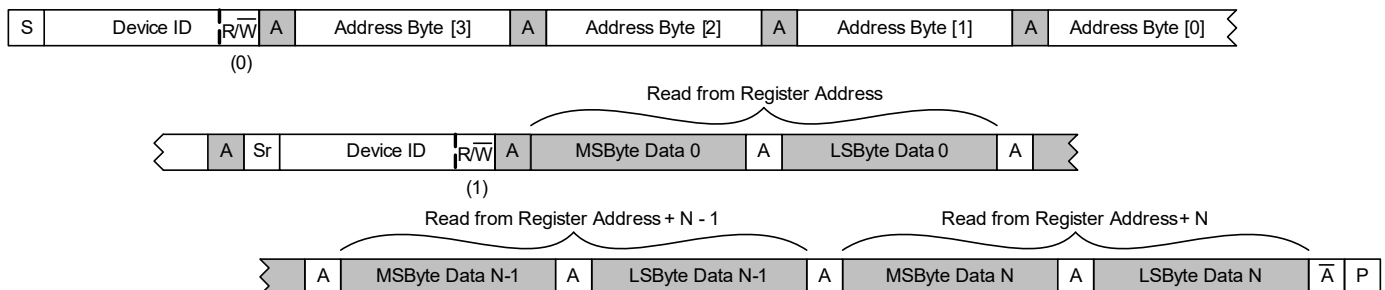 S Device ID R/W̅ A Address Byte [3] A Address Byte [2] A Address Byte [1] A Address Byte [0]
(0)
Read from Register Address
A Sr Device ID R/W̅ A MSByte Data 0 A LSByte Data 0 A
(1)
Read from Register Address + N - 1 Read from Register Address + N
A MSByte Data N-1 A LSByte Data N-1 A MSByte Data N A LSByte Data N A̅ P